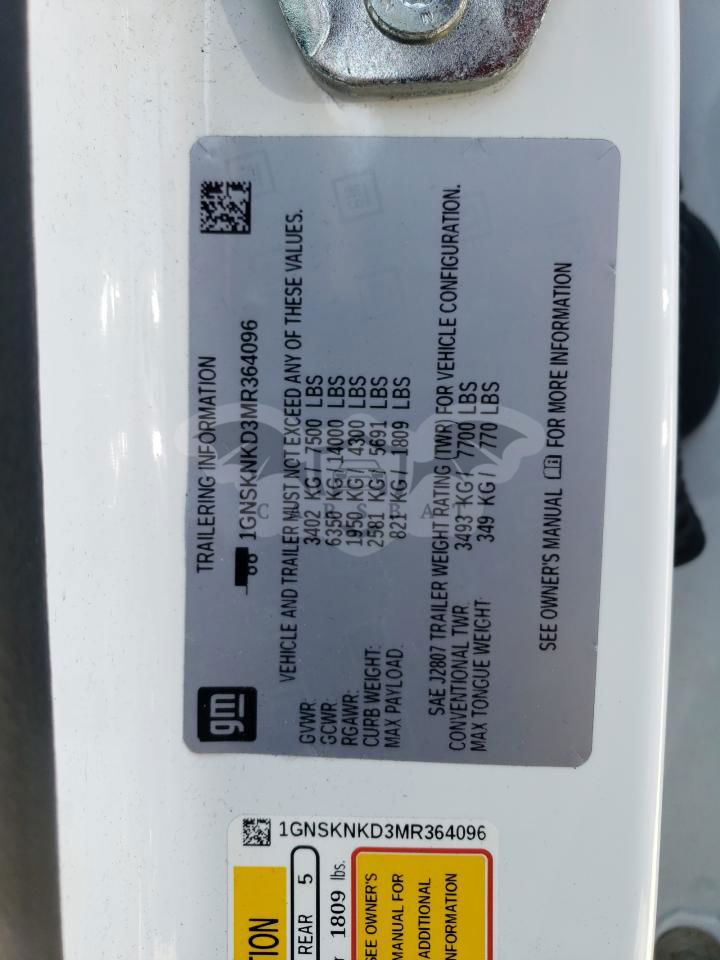 gm
TRAILERING INFORMATION
1GNSKNKD3MR364096
VEHICLE AND TRAILER MUST NOT EXCEED ANY OF THESE VALUES.
GVWR: 3402 KG / 7500 LBS
GCWR: 6350 KG / 14000 LBS
RGAWR: 1950 KG / 4300 LBS
CURB WEIGHT: 2581 KG / 5691 LBS
MAX PAYLOAD: 821 KG / 1809 LBS
SAE J2807 TRAILER WEIGHT RATING (TWR) FOR VEHICLE CONFIGURATION.
CONVENTIONAL TWR: 3493 KG / 7700 LBS
MAX TONGUE WEIGHT: 349 KG / 770 LBS
SEE OWNER'S MANUAL FOR MORE INFORMATION
CARSBAT
1GNSKNKD3MR364096
REAR 5
1809 lbs.
SEE OWNER'S
MANUAL FOR
ADDITIONAL